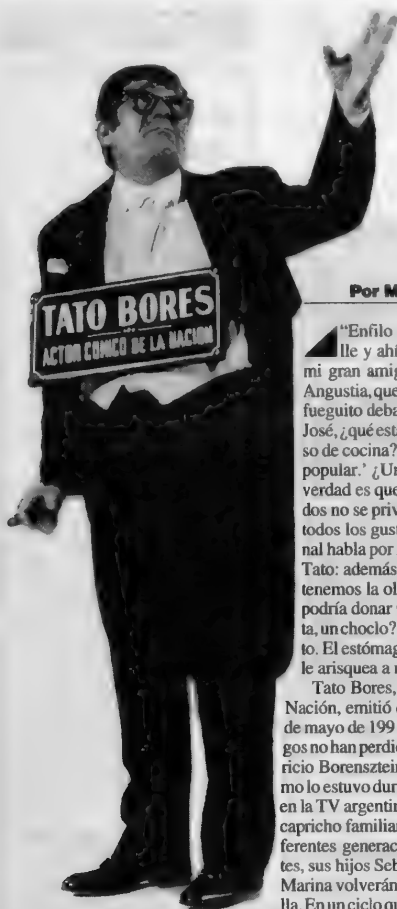 TATO BORES
ACTOR COMICO DE LA NACION
Por M
"Enfilo
lle y ahí
mi gran amig
Angustia, que
fueguito deba
José, ¿qué est
so de cocina?
popular.' ¿Un
verdad es que
dos no se priv
todos los gust
nal habla por
Tato: además
tenemos la ol
podría donar
ta, un choclo?
to. El estómag
le arisquea a r
Tato Bores,
Nación, emitió
de mayo de 199
gos no han perdid
ricio Borensztein
mo lo estuvo dur
en la TV argentin
capricho familiar
ferentes generac
tes, sus hijos Seb
Marina volverán
lla. En un ciclo qu